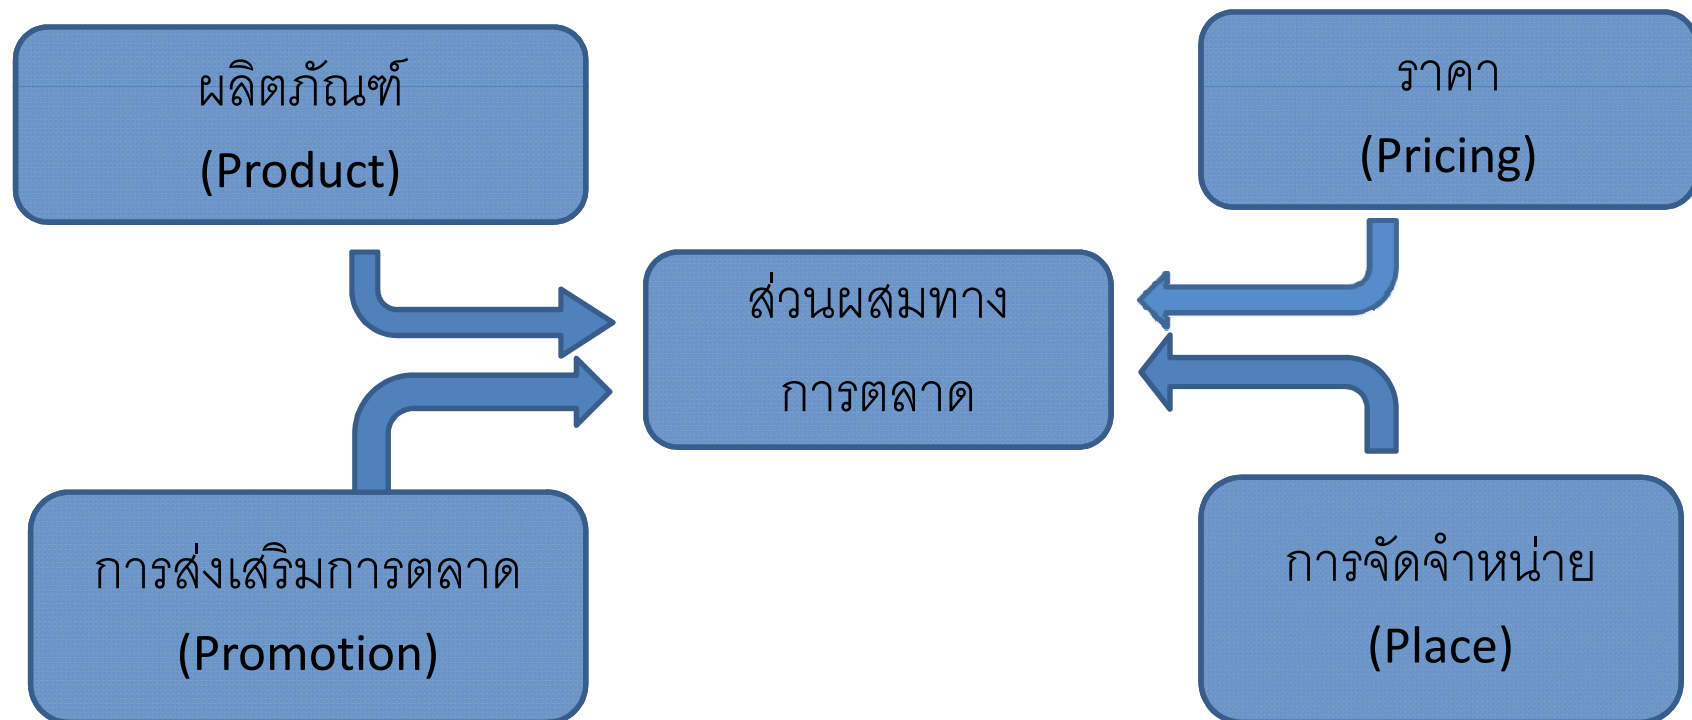 ผลิตภัณฑ์
(Product)
ราคา
(Pricing)
ส่วนผสมทาง
การตลาด
การส่งเสริมการตลาด
(Promotion)
การจัดจำหน่าย
(Place)